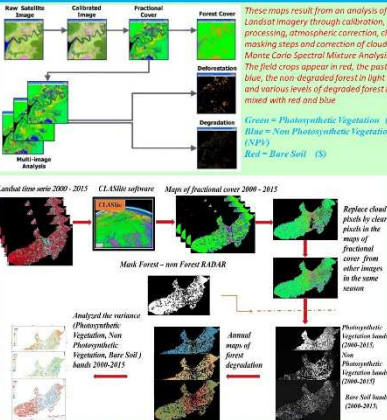 Raw Satellite
Image
Calibrated
Image
Fractional
Cover
Forest Cover
Deforestation
Degradation
Multi-image
Analysis
These maps result from an analysis of
Landsat imagery through calibration,
processing, atmospheric correction,
masking steps and correction of cloud
Monte Carlo Spectral Mixture Analysis
The field crops appear in red, the past
blue, the non-degraded forest in light
and various levels of degraded forest
mixed with red and blue
Green = Photosynthetic Vegetation
Blue = Non Photosynthetic Vegetation
(NPV)
Red = Bare Soil (S)
Landsat time serie 2000 - 2015
CLASlite software
Maps of fractional cover 2000 - 2015
CLASlite
Replace cloud
pixels by clear
pixels in the
maps of
fractional
cover from
other images
in the same
season
Mask Forest – non Forest RADAR
Analyzed the variance
(Photosynthetic
Vegetation, Non
Photosynthetic
Vegetation, Bare Soil )
bands 2000-2015
Annual
maps of
forest
degradation
Photosynthetic
Vegetation bands
(2000-2015)
Non
Photosynthetic
Vegetation bands
(2000-2015)
Bare Soil bands
(2000-2015)